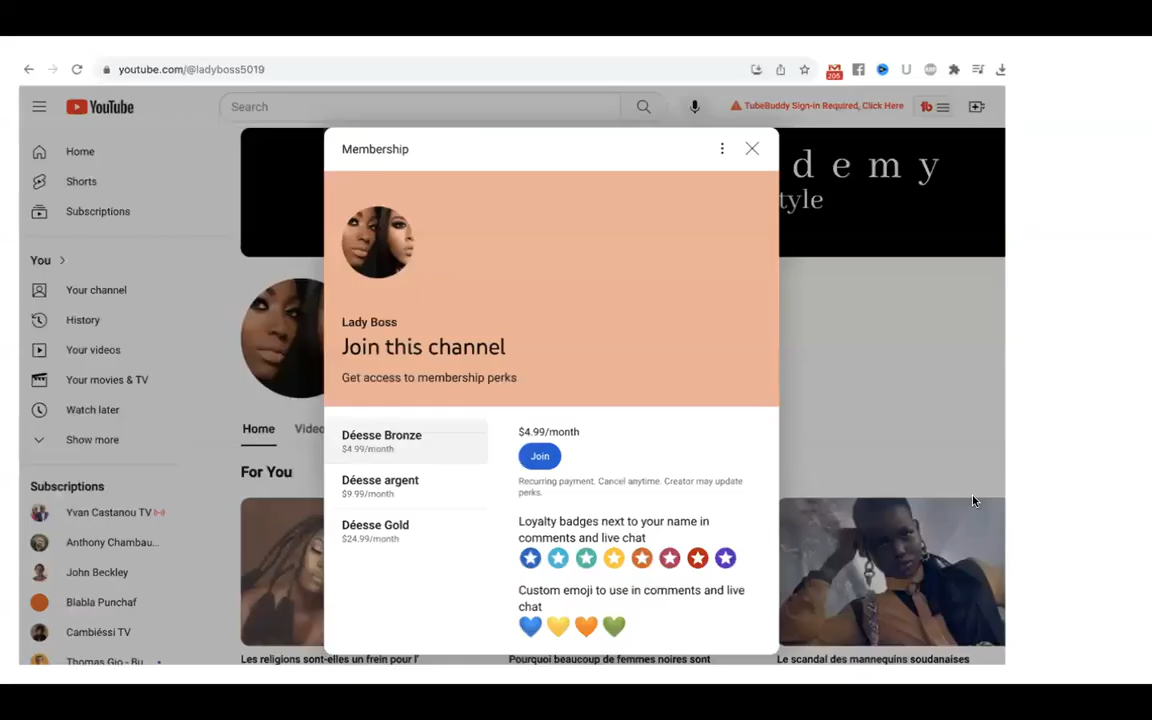 youtube.com/@ladyboss5019
206
YouTube
Search
TubeBuddy Sign-in Required, Click Here
tb
Home
Shorts
Subscriptions
You
Your channel
History
Your videos
Your movies & TV
Watch later
Show more
Subscriptions
Yvan Castanou TV
Anthony Chambau...
John Beckley
Blabla Punchaf
Cambiéssi TV
Thomas Gio - Bu...
demy
tyle
Membership
Lady Boss
Join this channel
Get access to membership perks
Déesse Bronze
$4.99/month
Déesse argent
$9.99/month
Déesse Gold
$24.99/month
$4.99/month
Join
Recurring payment. Cancel anytime. Creator may update
perks.
Loyalty badges next to your name in
comments and live chat
Custom emoji to use in comments and live
chat
Home
Video
For You
Les religions sont-elles un frein pour l'
Pourquoi beaucoup de femmes noires sont
Le scandal des mannequins soudanaises